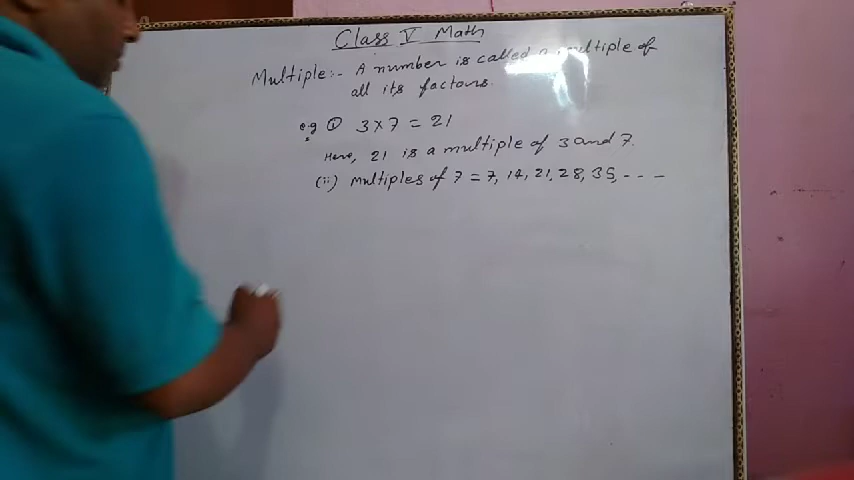 Class V Math
Multiple:- A number is called a multiple of
all its factors.
e.g. ① 3 x 7 = 21
Here, 21 is a multiple of 3 and 7.
(ii) Multiples of 7 = 7, 14, 21, 28, 35, - - -